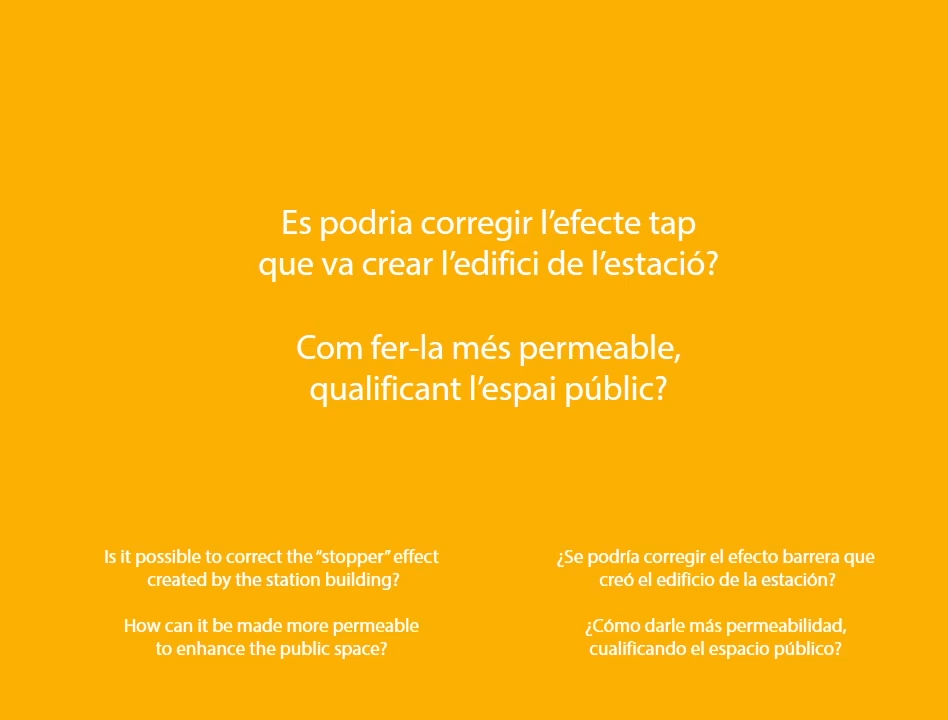 Es podria corregir l’efecte tap
que va crear l’edifici de l’estació?
Com fer-la més permeable,
qualificant l’espai públic?
Is it possible to correct the “stopper” effect
created by the station building?
How can it be made more permeable
to enhance the public space?
¿Se podría corregir el efecto barrera que
creó el edificio de la estación?
¿Cómo darle más permeabilidad,
cualificando el espacio público?